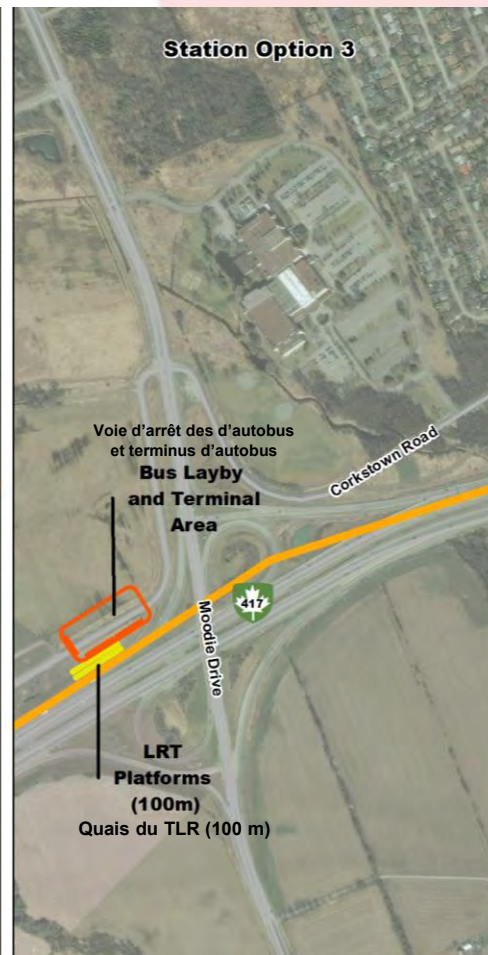 Station Option 3
Voie d’arrêt des d’autobus
et terminus d’autobus
Bus Layby
and Terminal
Area
Corkstown Road
417
Moodie Drive
LRT
Platforms
(100m)
Quais du TLR (100 m)